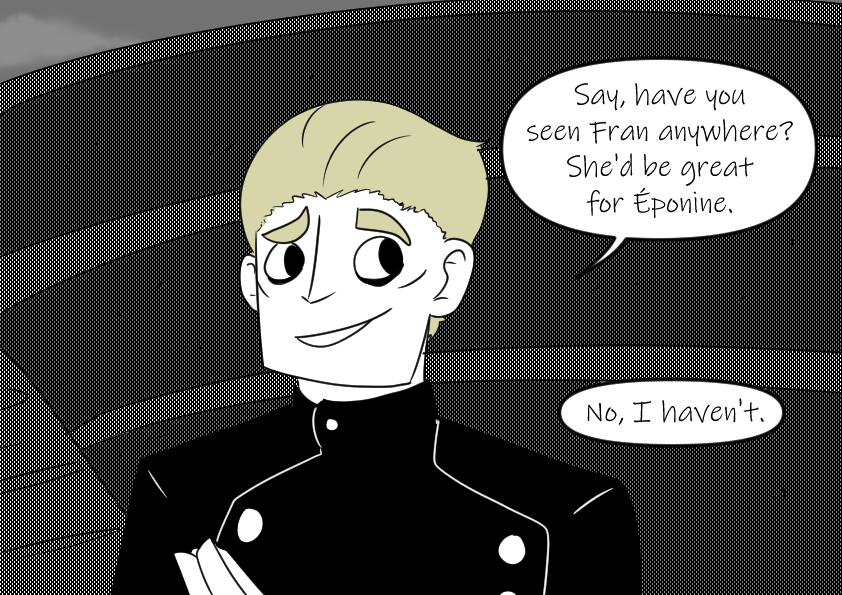 Say, have you
seen Fran anywhere?
She'd be great
for Éponine.
No, I haven't.